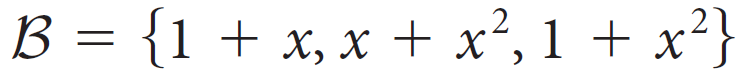 ℬ = {1 + x, x + x², 1 + x²}